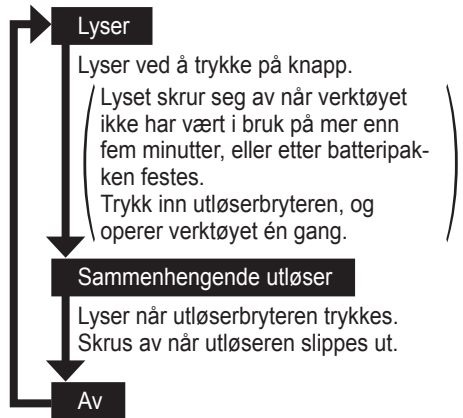 Lyser
Lyser ved å trykke på knapp.
Lyset skrur seg av når verktøyet
ikke har vært i bruk på mer enn
fem minutter, eller etter batteripak-
ken festes.
Trykk inn utløserbryteren, og
operer verktøyet én gang.
Sammenhengende utløser
Lyser når utløserbryteren trykkes.
Skrus av når utløseren slippes ut.
Av